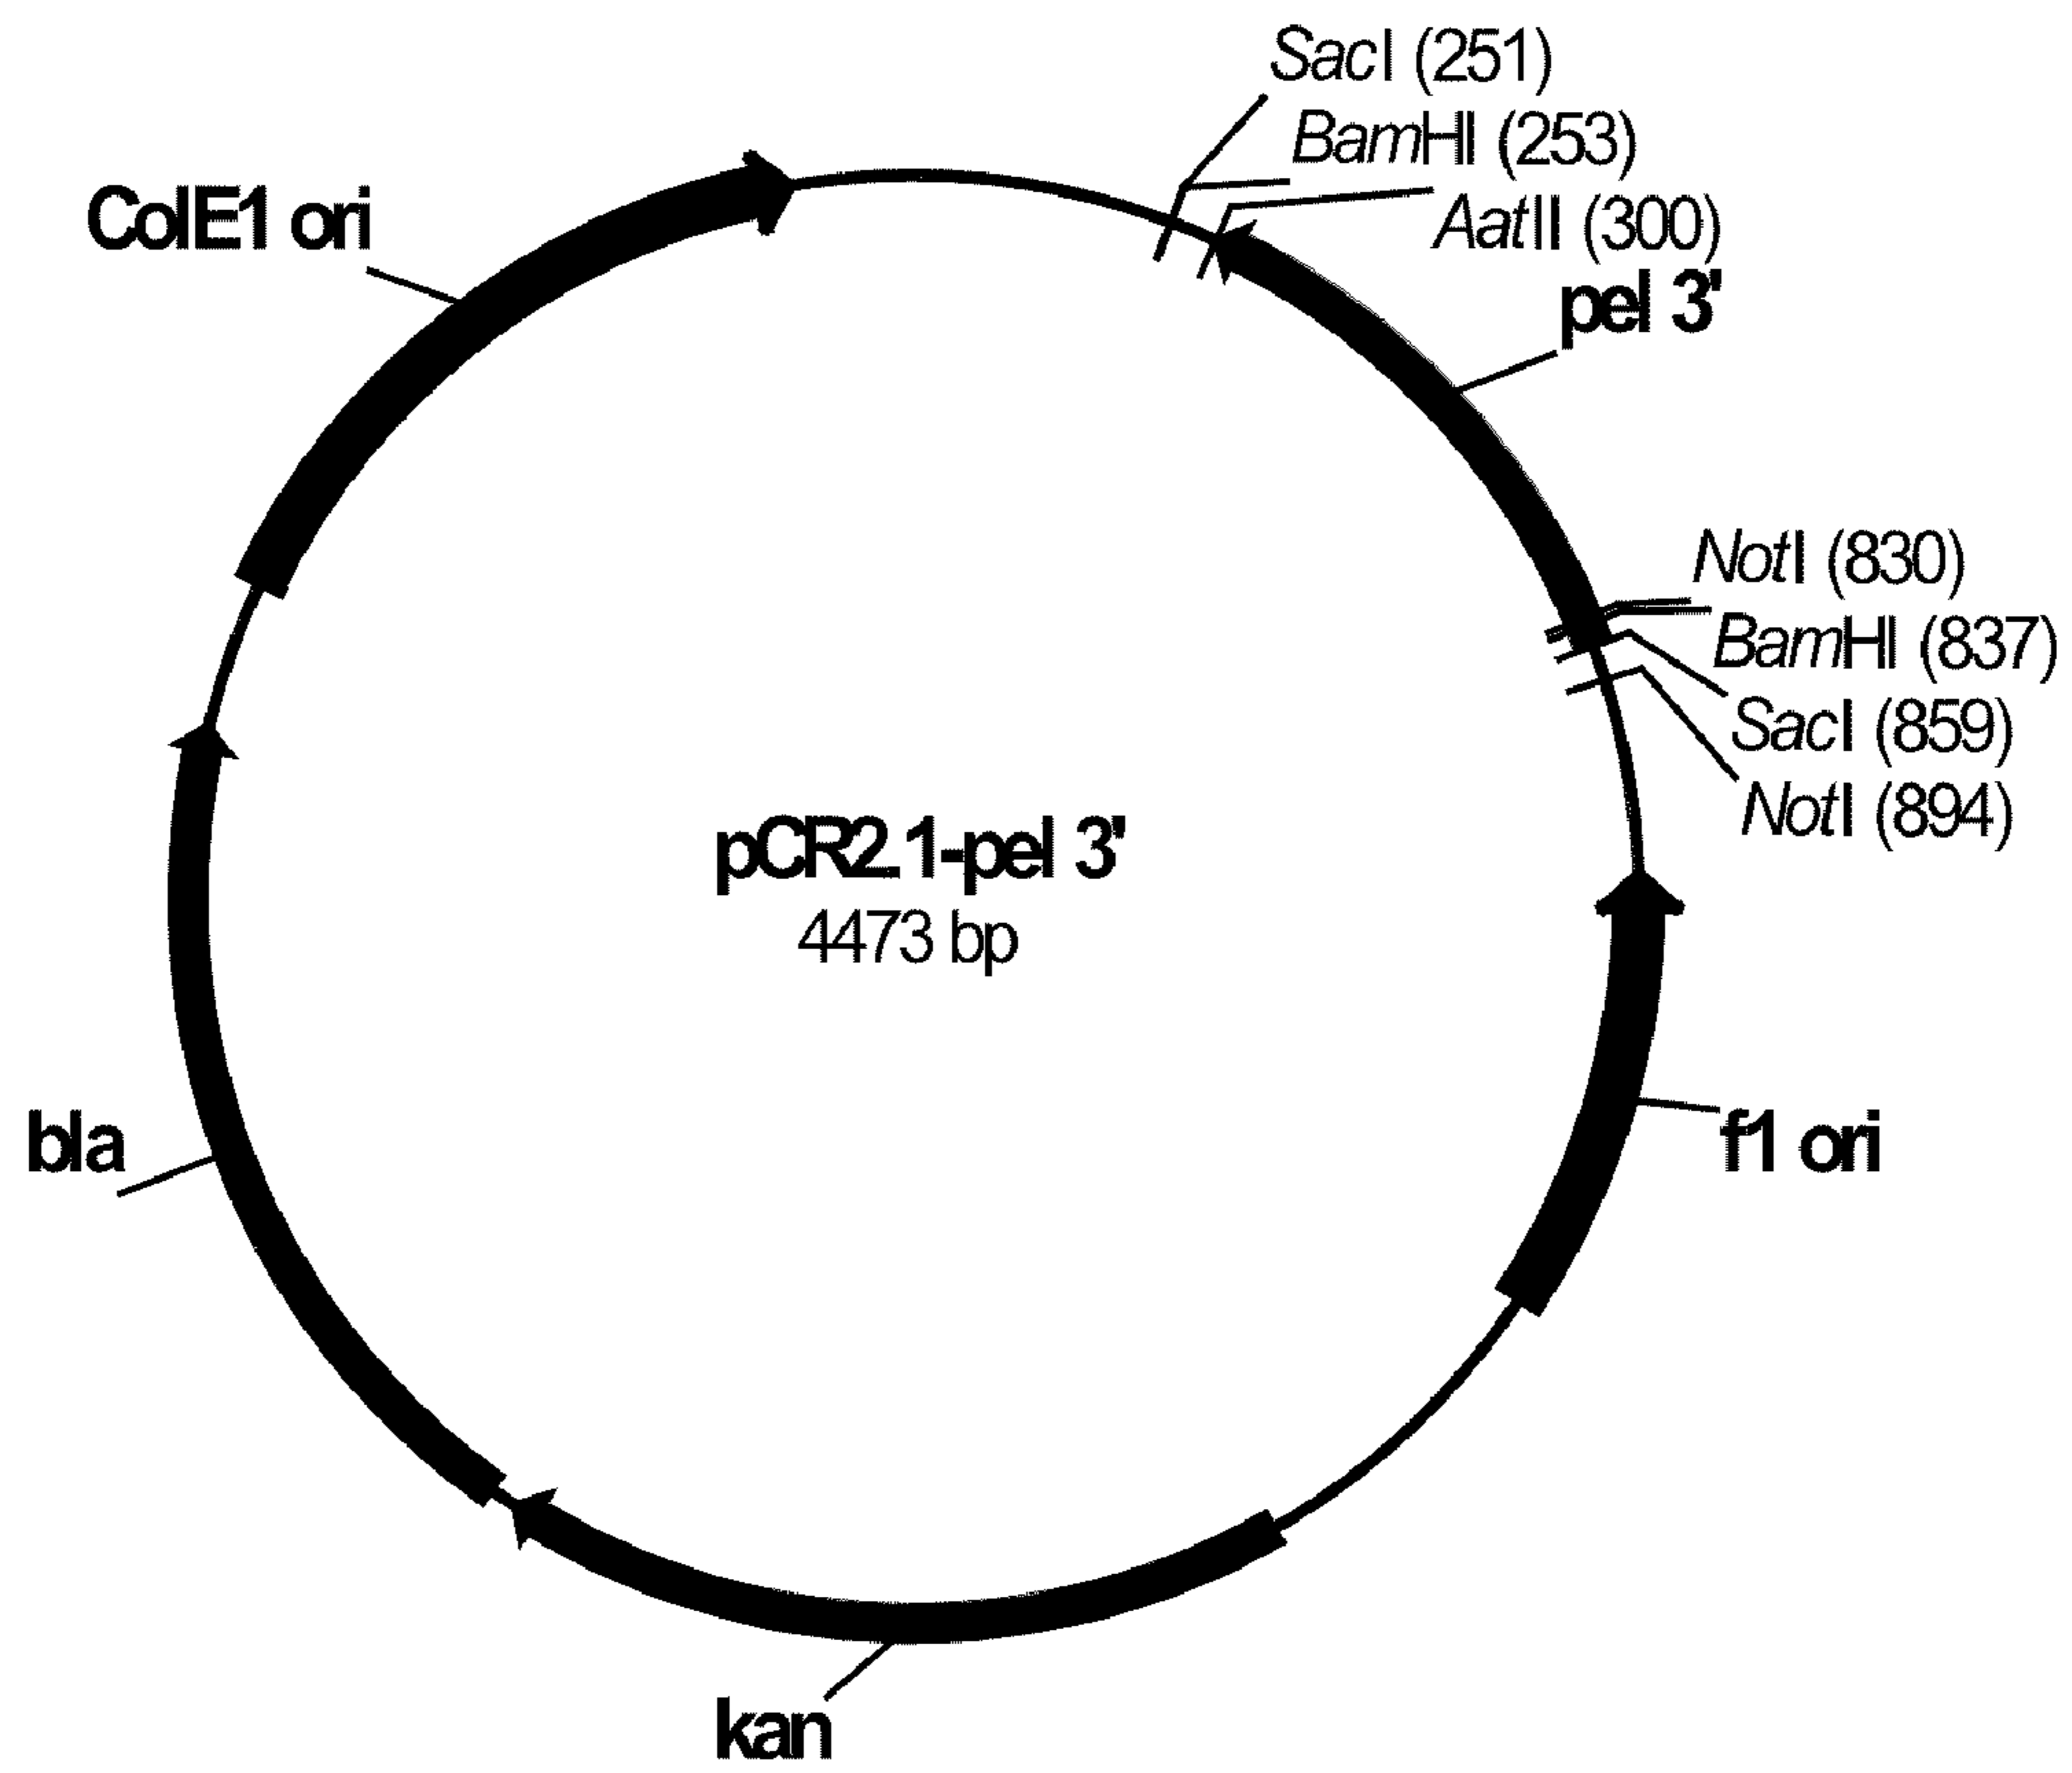 SacI (251)
BamHI (253)
AatII (300)
pel 3'
ColE1 ori
NotI (830)
BamHI (837)
SacI (859)
NotI (894)
pCR2.1-pel 3'
4473 bp
f1 ori
bla
kan